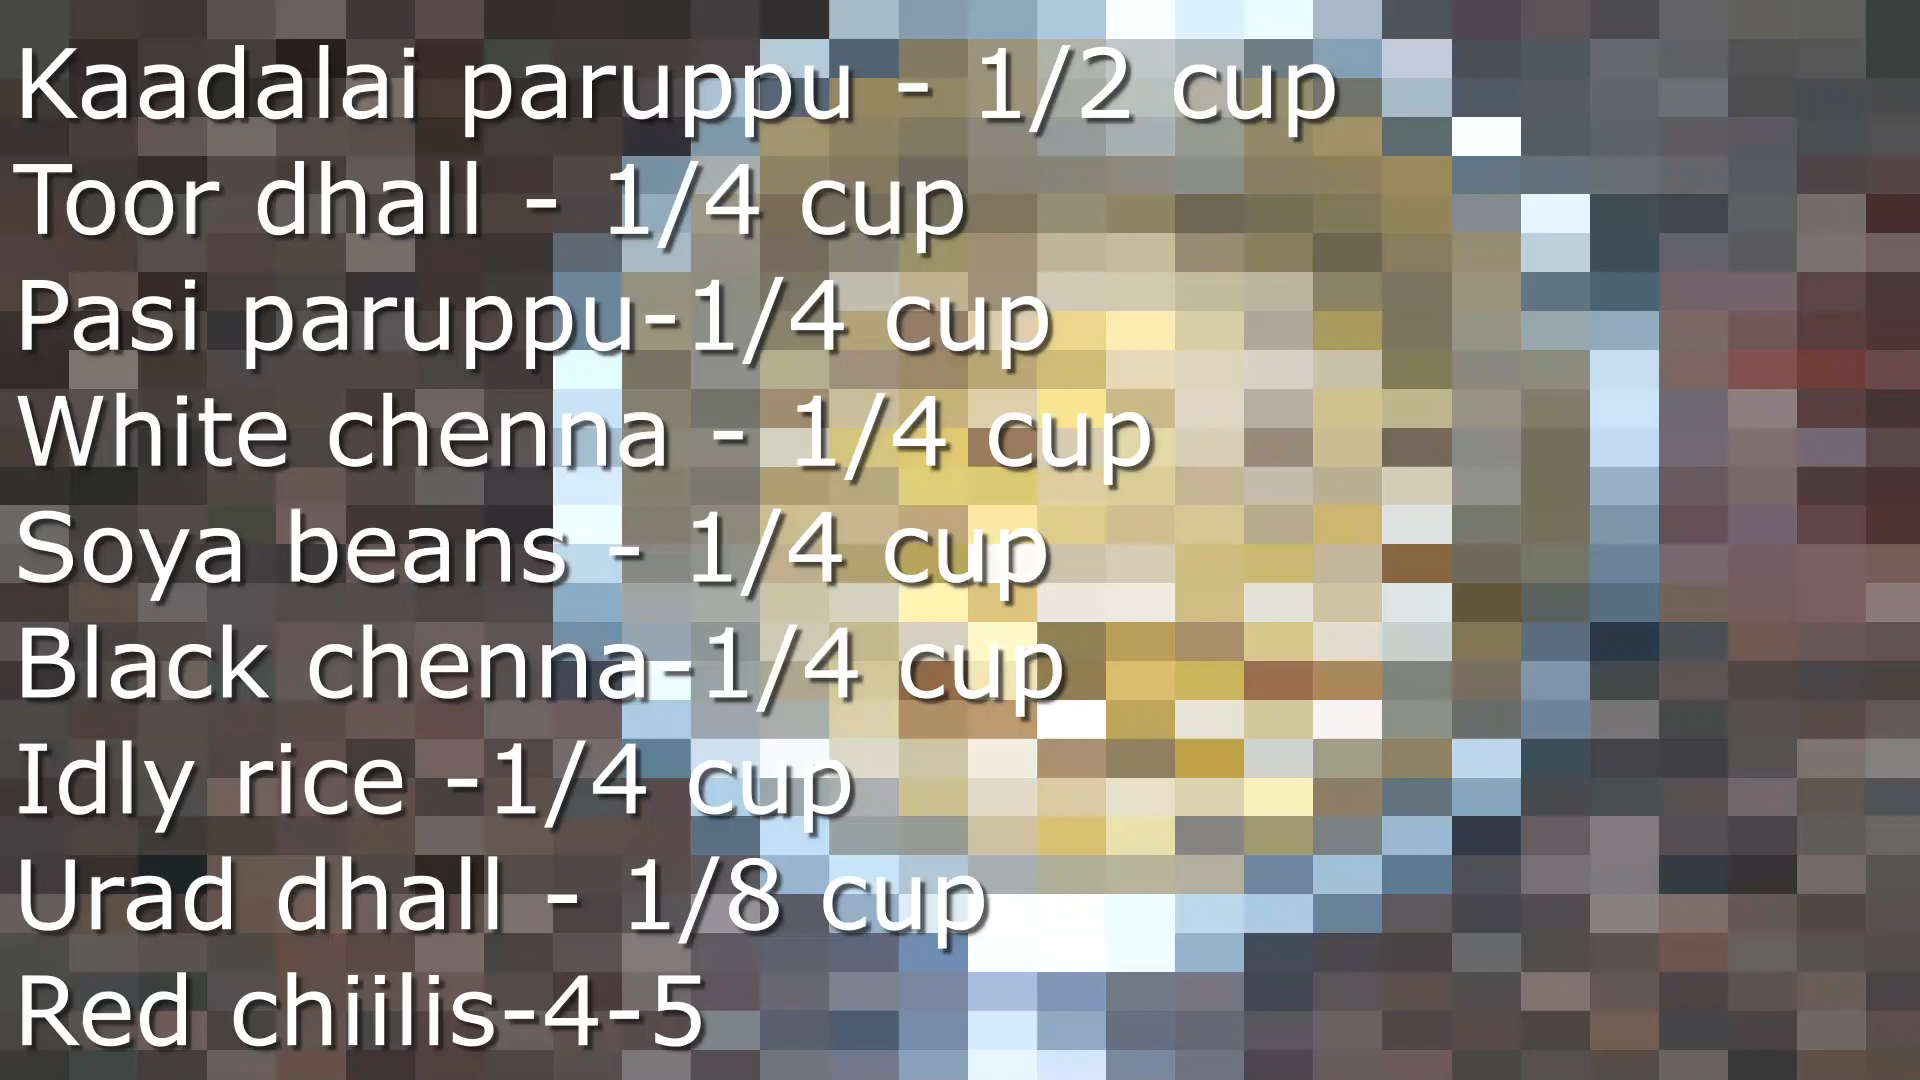 Kaadalai paruppu - 1/2 cup
Toor dhall - 1/4 cup
Pasi paruppu-1/4 cup
White chenna - 1/4 cup
Soya beans - 1/4 cup
Black chenna-1/4 cup
Idly rice -1/4 cup
Urad dhall - 1/8 cup
Red chiilis-4-5